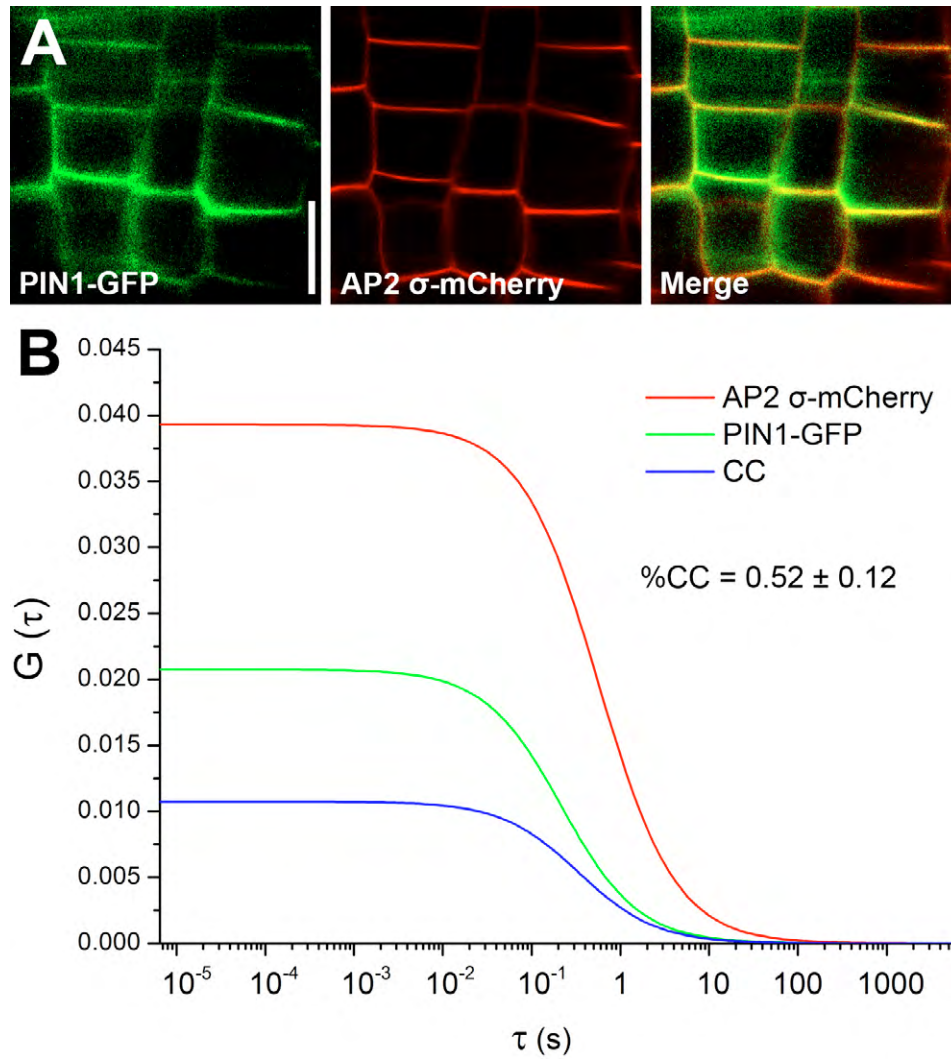 A
PIN1-GFP
AP2 σ-mCherry
Merge
B
0.045
0.040
0.035
0.030
0.025
0.020
0.015
0.010
0.005
0.000
G (τ)
AP2 σ-mCherry
PIN1-GFP
CC
%CC = 0.52 ± 0.12
10⁻⁵ 10⁻⁴ 10⁻³ 10⁻² 10⁻¹ 1 10 100 1000
τ (s)